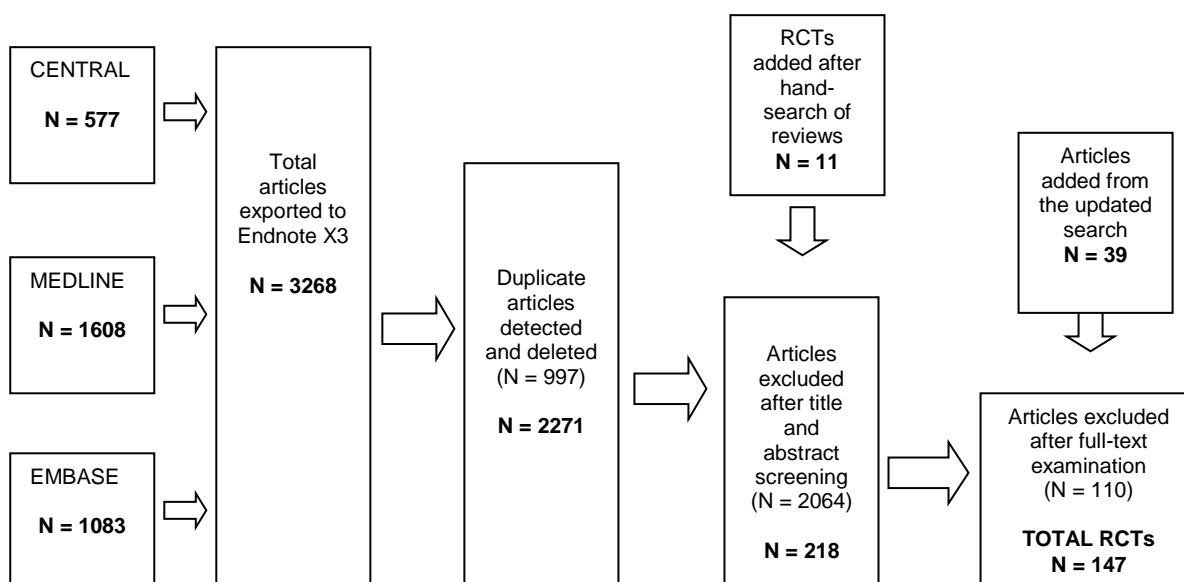 CENTRAL
N = 577
MEDLINE
N = 1608
EMBASE
N = 1083
Total
articles
exported to
Endnote X3
N = 3268
Duplicate
articles
detected
and deleted
(N = 997)
N = 2271
RCTs
added after
hand-
search of
reviews
N = 11
Articles
excluded
after title
and
abstract
screening
(N = 2064)
N = 218
Articles
added from
the updated
search
N = 39
Articles excluded
after full-text
examination
(N = 110)
TOTAL RCTs
N = 147